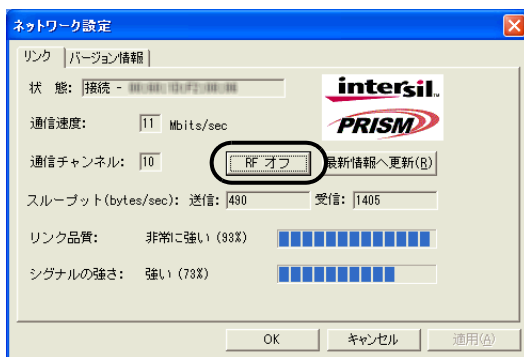 ネットワーク設定
リンク バージョン情報
状 態: 接続 -
intersil
通信速度: 11 Mbits/sec
PRISM
通信チャンネル: 10 RF オフ 最新情報へ更新(R)
スループット(bytes/sec): 送信: 490 受信: 1405
リンク品質: 非常に強い (93%)
シグナルの強さ: 強い (73%)
OK キャンセル 適用(A)